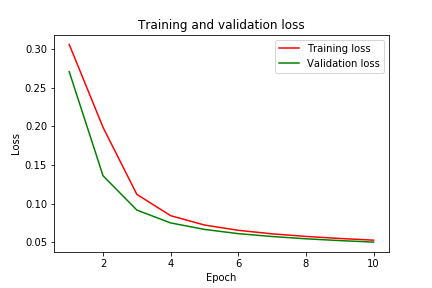 Training and validation loss
Training loss
Validation loss
0.30
0.25
0.20
0.15
0.10
0.05
Loss
2
4
6
8
10
Epoch